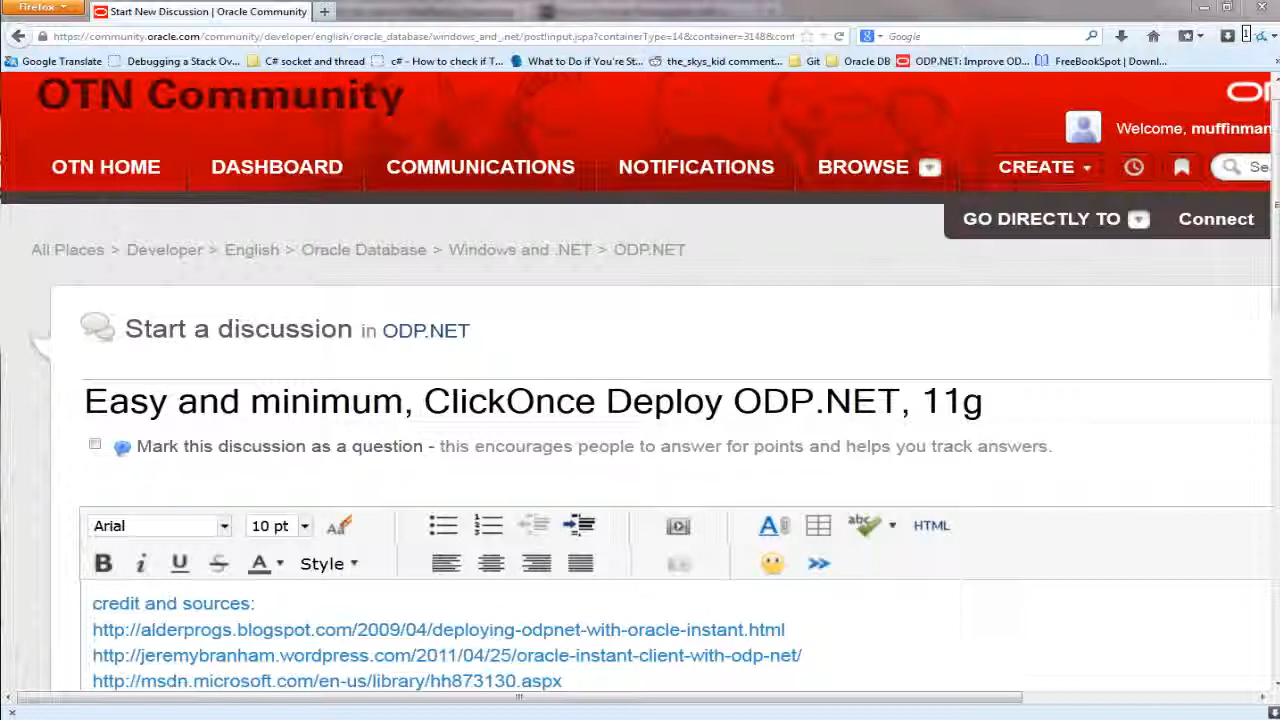 Firefox
Start New Discussion | Oracle Community
https://community.oracle.com/community/developer/english/oracle_database/windows_and_.net/post!input.jspa?containerType=14&container=3148&cont
Google
Google Translate
Debugging a Stack Ov...
C# socket and thread
c# - How to check if T...
What to Do if You're St...
the_sky's_kid comment...
Git
Oracle DB
ODP.NET: Improve OD...
FreeBookSpot | Downl...
OTN Community
Welcome, muffinman
OTN HOME
DASHBOARD
COMMUNICATIONS
NOTIFICATIONS
BROWSE
CREATE
Se
GO DIRECTLY TO
Connect
All Places > Developer > English > Oracle Database > Windows and .NET > ODP.NET
Start a discussion in ODP.NET
Easy and minimum, ClickOnce Deploy ODP.NET, 11g
Mark this discussion as a question - this encourages people to answer for points and helps you track answers.
Arial
10 pt
HTML
B i U S A Style
credit and sources:
http://alderprogs.blogspot.com/2009/04/deploying-odpnet-with-oracle-instant.html
http://jeremybranham.wordpress.com/2011/04/25/oracle-instant-client-with-odp-net/
http://msdn.microsoft.com/en-us/library/hh873130.aspx